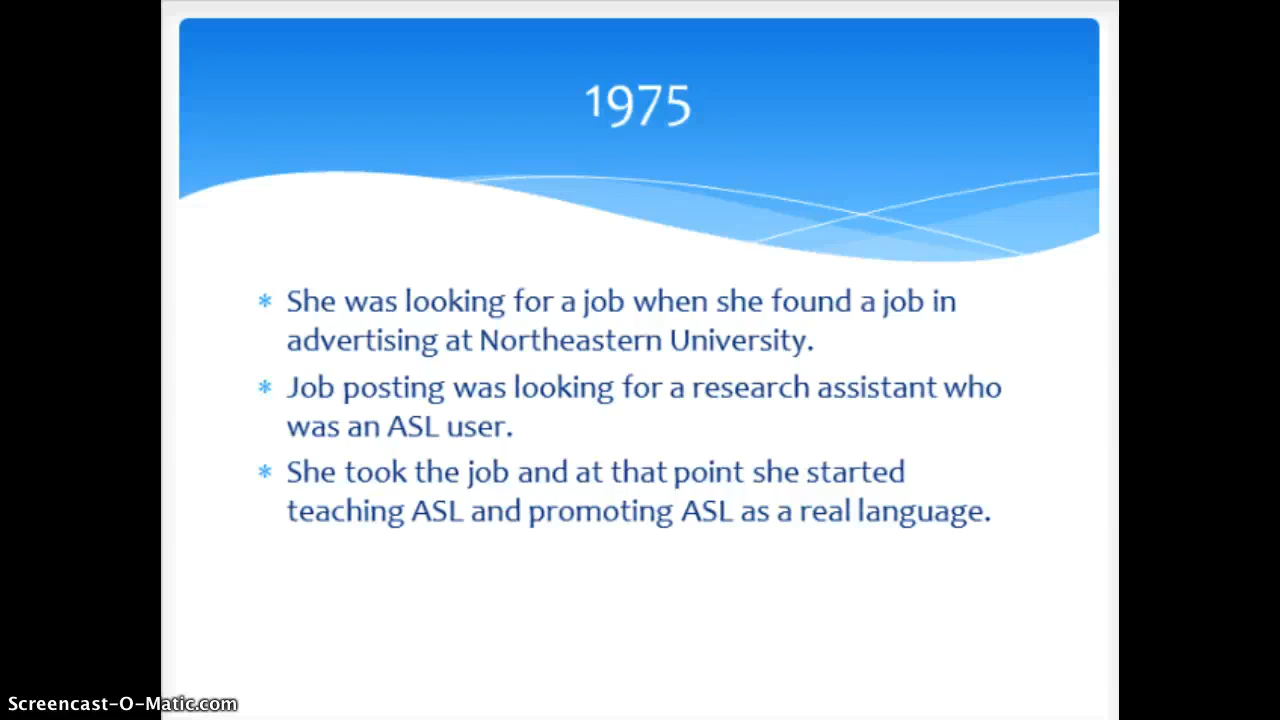 1975
* She was looking for a job when she found a job in
advertising at Northeastern University.
* Job posting was looking for a research assistant who
was an ASL user.
* She took the job and at that point she started
teaching ASL and promoting ASL as a real language.
Screencast-O-Matic.com